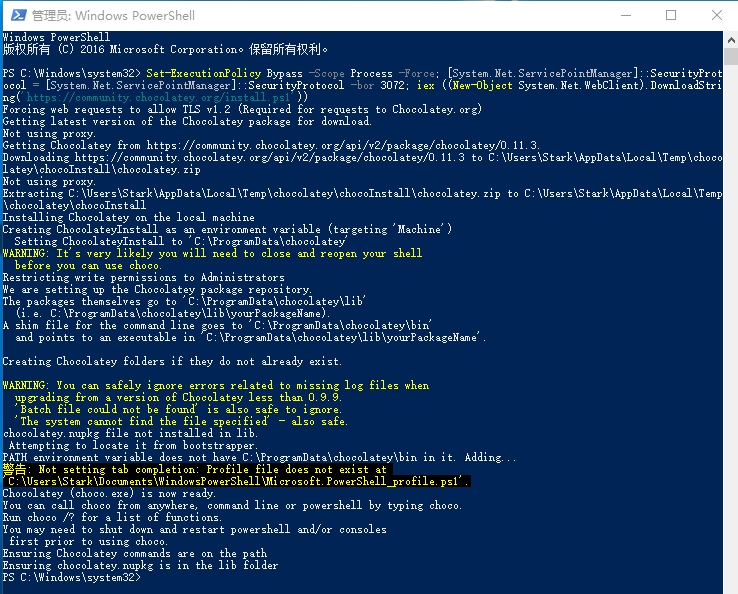 管理员: Windows PowerShell
Windows PowerShell
版权所有 (C) 2016 Microsoft Corporation。保留所有权利。
PS C:\Windows\system32> Set-ExecutionPolicy Bypass -Scope Process -Force; [System.Net.ServicePointManager]::SecurityProt
ocol = [System.Net.ServicePointManager]::SecurityProtocol -bor 3072; iex ((New-Object System.Net.WebClient).DownloadStri
ng('https://community.chocolatey.org/install.ps1'))
Forcing web requests to allow TLS v1.2 (Required for requests to Chocolatey.org)
Getting latest version of the Chocolatey package for download.
Not using proxy.
Getting Chocolatey from https://community.chocolatey.org/api/v2/package/chocolatey/0.11.3.
Downloading https://community.chocolatey.org/api/v2/package/chocolatey/0.11.3 to C:\Users\Stark\AppData\Local\Temp\choco
latey\chocoInstall\chocolatey.zip
Not using proxy.
Extracting C:\Users\Stark\AppData\Local\Temp\chocolatey\chocoInstall\chocolatey.zip to C:\Users\Stark\AppData\Local\Temp
\chocolatey\chocoInstall
Installing Chocolatey on the local machine
Creating ChocolateyInstall as an environment variable (targeting 'Machine')
  Setting ChocolateyInstall to 'C:\ProgramData\chocolatey'
WARNING: It's very likely you will need to close and reopen your shell
  before you can use choco.
Restricting write permissions to Administrators
We are setting up the Chocolatey package repository.
The packages themselves go to 'C:\ProgramData\chocolatey\lib'
  (i.e. C:\ProgramData\chocolatey\lib\yourPackageName).
A shim file for the command line goes to 'C:\ProgramData\chocolatey\bin'
  and points to an executable in 'C:\ProgramData\chocolatey\lib\yourPackageName'.
Creating Chocolatey folders if they do not already exist.
WARNING: You can safely ignore errors related to missing log files when
  upgrading from a version of Chocolatey less than 0.9.9.
  'Batch file could not be found' is also safe to ignore.
  'The system cannot find the file specified' - also safe.
chocolatey.nupkg file not installed in lib.
 Attempting to locate it from bootstrapper.
PATH environment variable does not have C:\ProgramData\chocolatey\bin in it. Adding...
警告: Not setting tab completion: Profile file does not exist at
'C:\Users\Stark\Documents\WindowsPowerShell\Microsoft.PowerShell_profile.ps1'.
Chocolatey (choco.exe) is now ready.
You can call choco from anywhere, command line or powershell by typing choco.
Run choco /? for a list of functions.
You may need to shut down and restart powershell and/or consoles
 first prior to using choco.
Ensuring Chocolatey commands are on the path
Ensuring chocolatey.nupkg is in the lib folder
PS C:\Windows\system32>